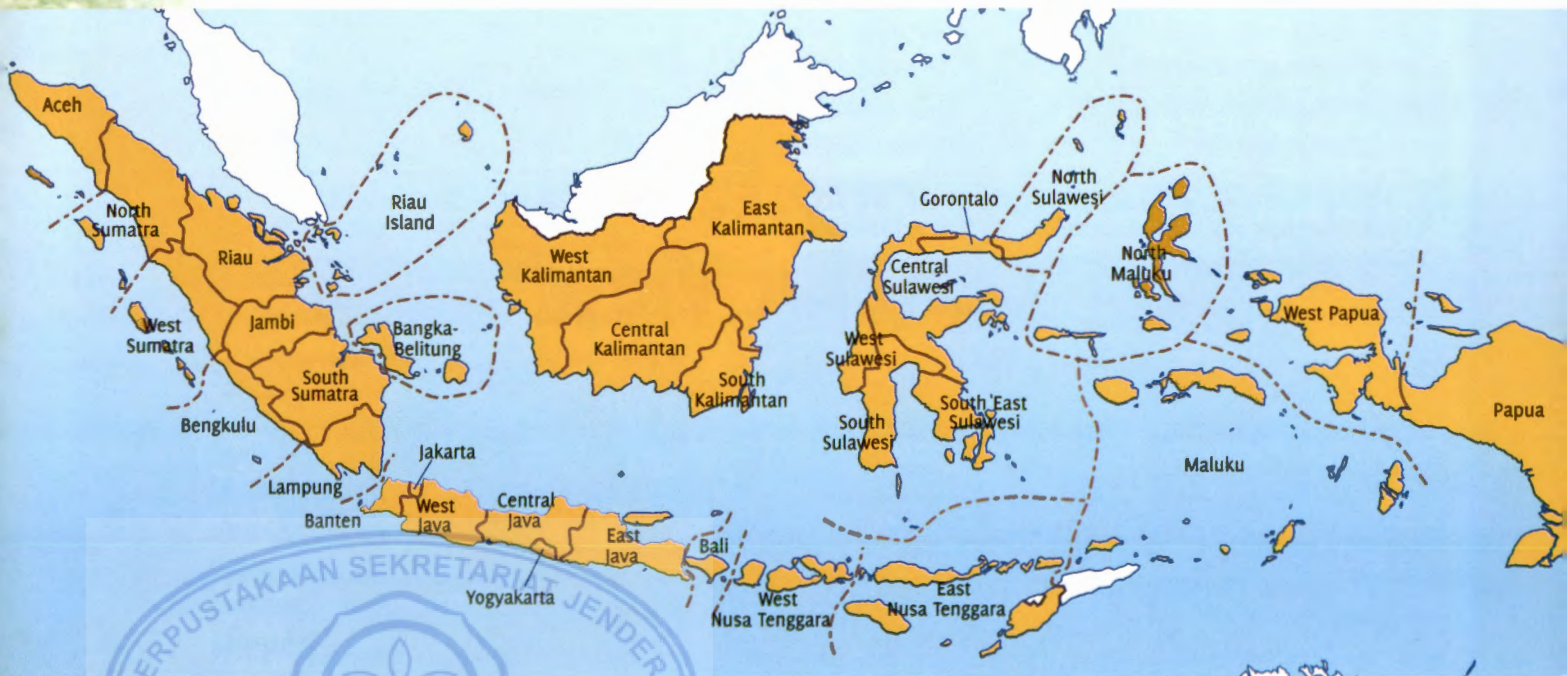 Aceh
North
Sumatra
Riau
Island
Riau
West
Sumatra
Jambi
Bangka-
Belitung
South
Sumatra
Bengkulu
Lampung
West
Kalimantan
East
Kalimantan
Central
Kalimantan
South
Kalimantan
Gorontalo
North
Sulawesi
Central
Sulawesi
West
Sulawesi
South
Sulawesi
South East
Sulawesi
North
Maluku
West Papua
Papua
Maluku
Jakarta
Banten
West
Java
Central
Java
Yogyakarta
East
Java
Bali
West
Nusa Tenggara
East
Nusa Tenggara
PERPUSTAKAAN SEKRETARIAT JENDER